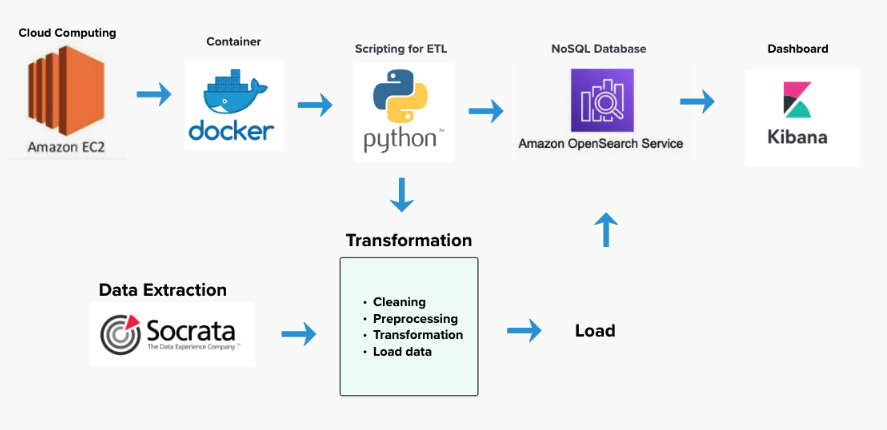 Cloud Computing
Amazon EC2
Container
docker
Scripting for ETL
python™
NoSQL Database
Amazon OpenSearch Service
Dashboard
Kibana
Transformation
• Cleaning
• Preprocessing
• Transformation
• Load data
Data Extraction
Socrata
The Data Experience Company™
Load